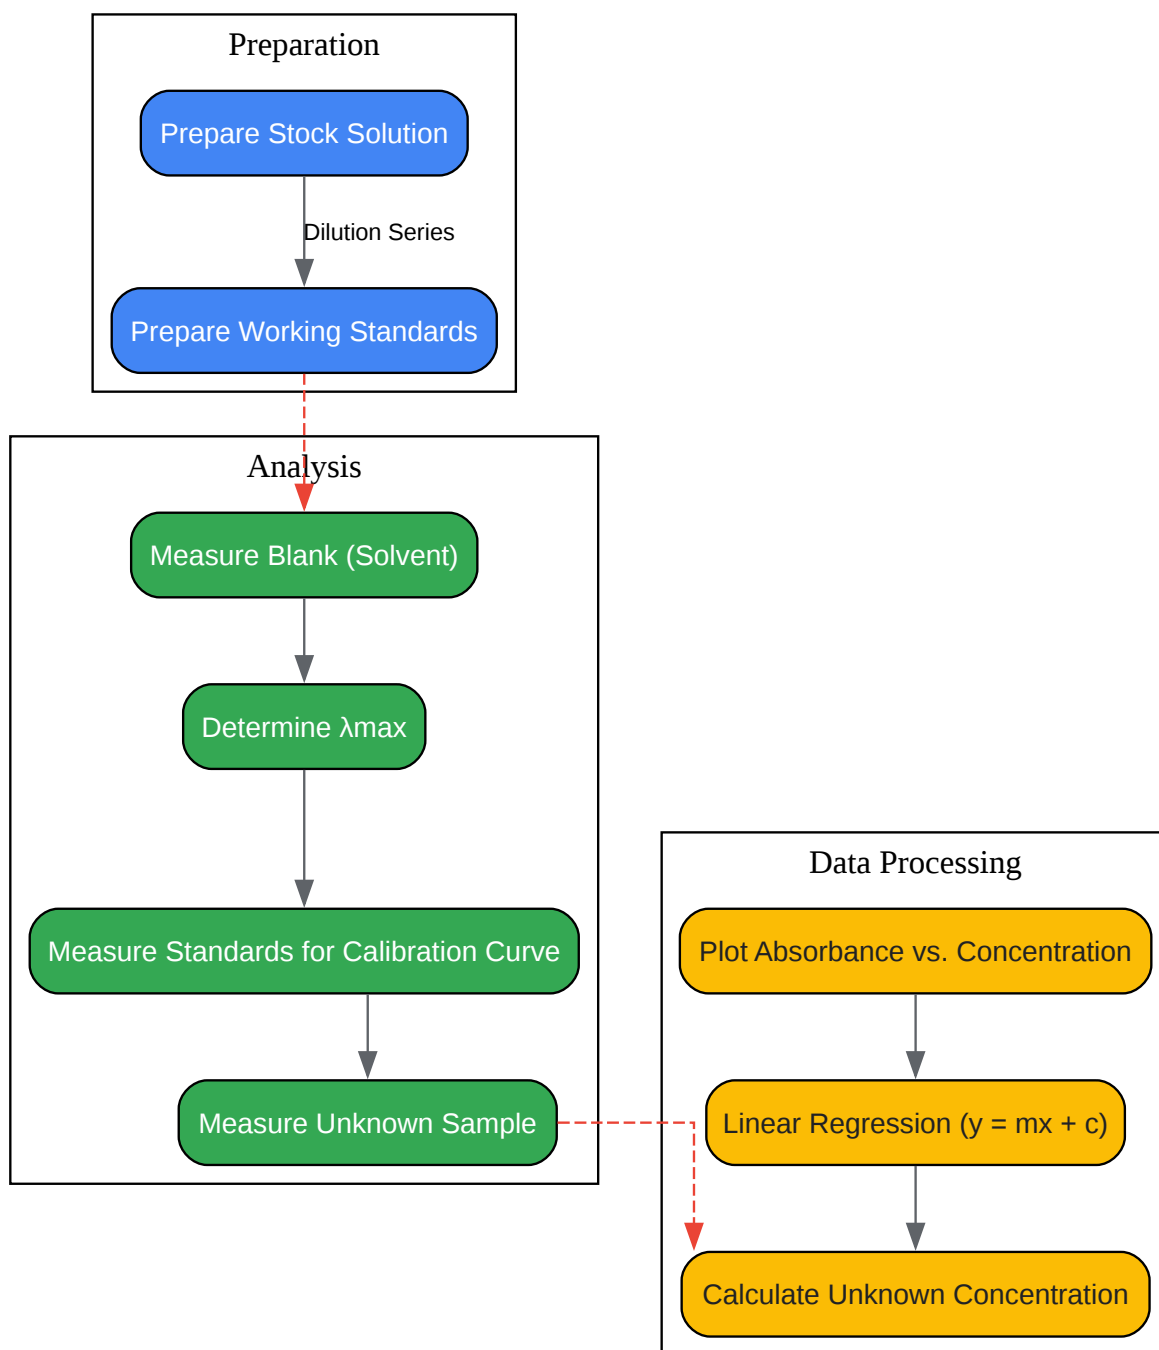 Preparation
Prepare Stock Solution
Dilution Series
Prepare Working Standards
Analysis
Measure Blank (Solvent)
Determine λmax
Measure Standards for Calibration Curve
Measure Unknown Sample
Data Processing
Plot Absorbance vs. Concentration
Linear Regression (y = mx + c)
Calculate Unknown Concentration